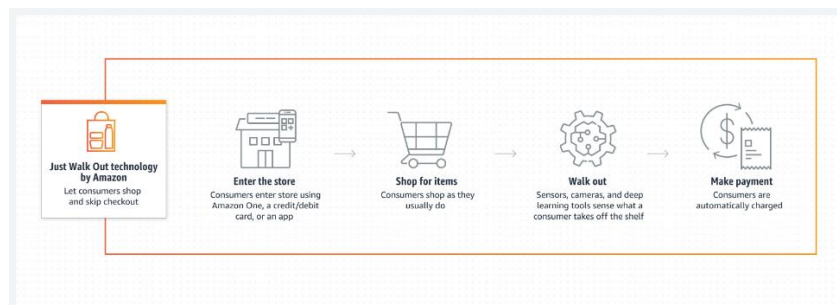 Just Walk Out technology
by Amazon
Let consumers shop
and skip checkout
Enter the store
Consumers enter store using
Amazon One, a credit/debit
card, or an app
Shop for items
Consumers shop as they
usually do
Walk out
Sensors, cameras, and deep
learning tools sense what a
consumer takes off the shelf
Make payment
Consumers are
automatically charged